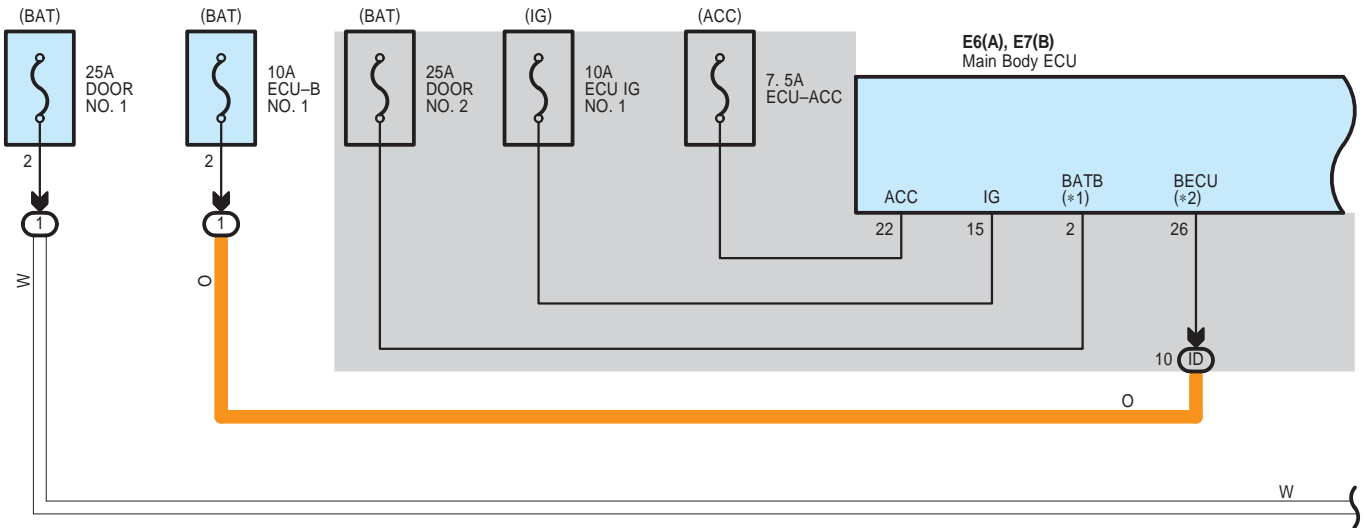 (BAT)
25A
DOOR
NO. 1
2
1
W
(BAT)
10A
ECU–B
NO. 1
2
1
O
(BAT)
25A
DOOR
NO. 2
(IG)
10A
ECU IG
NO. 1
(ACC)
7. 5A
ECU–ACC
E6(A), E7(B)
Main Body ECU
ACC
IG
BATB
(*1)
BECU
(*2)
22
15
2
26
10
ID
O
W